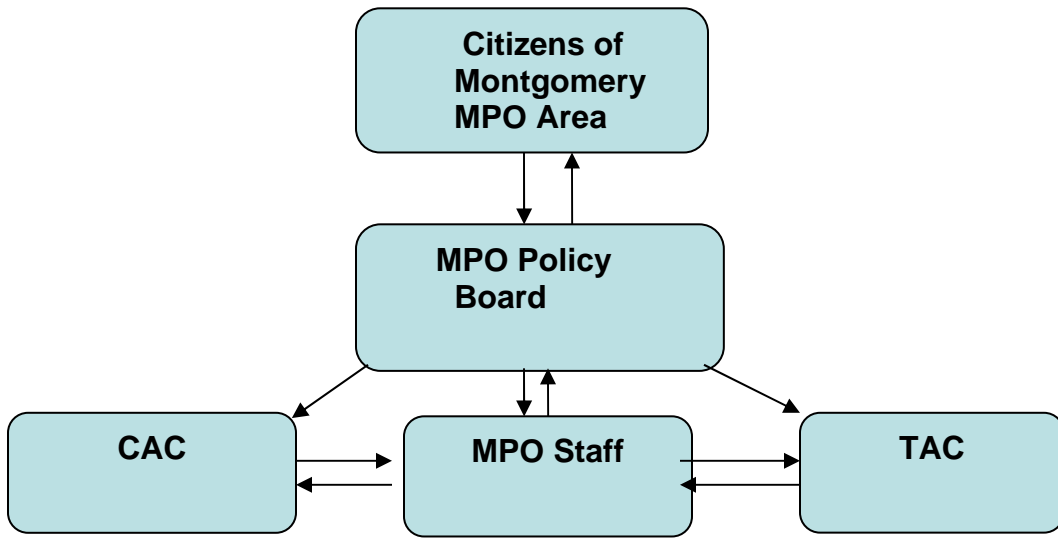 Citizens of
Montgomery
MPO Area
MPO Policy
Board
CAC
MPO Staff
TAC